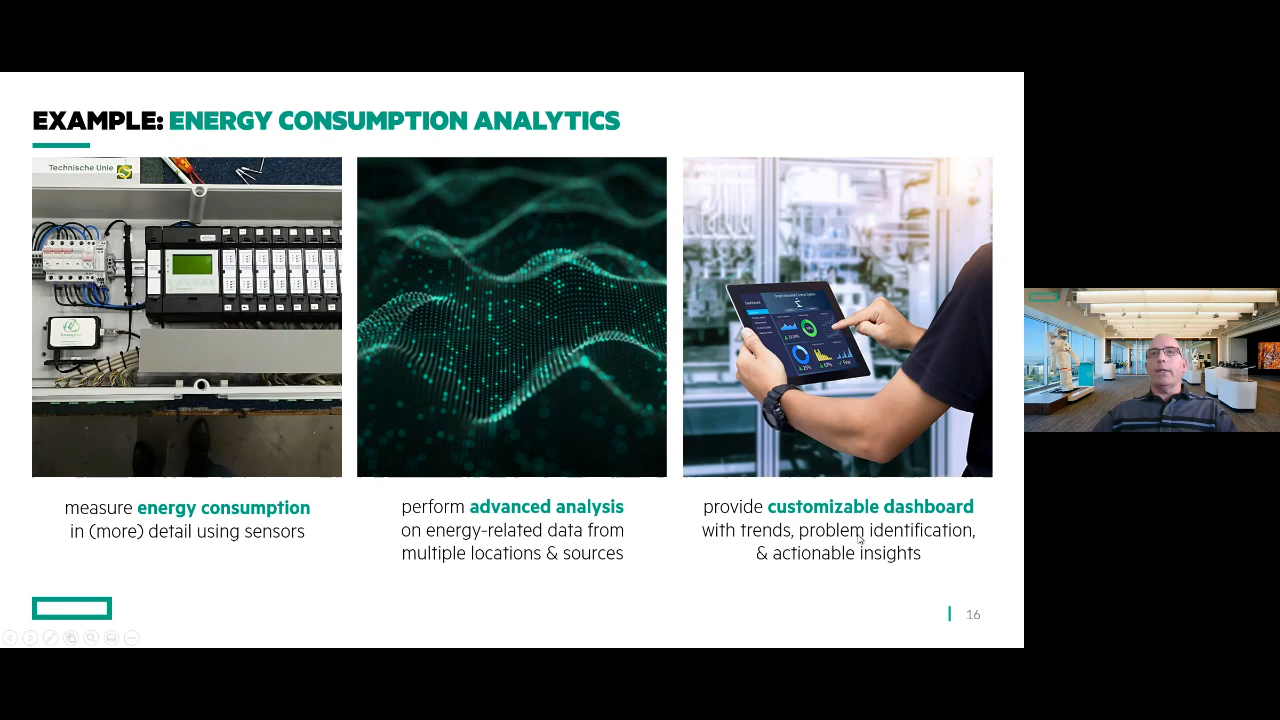 EXAMPLE: ENERGY CONSUMPTION ANALYTICS
Technische Unie
Dashboard
measure energy consumption
in (more) detail using sensors
perform advanced analysis
on energy-related data from
multiple locations & sources
provide customizable dashboard
with trends, problem identification,
& actionable insights
16